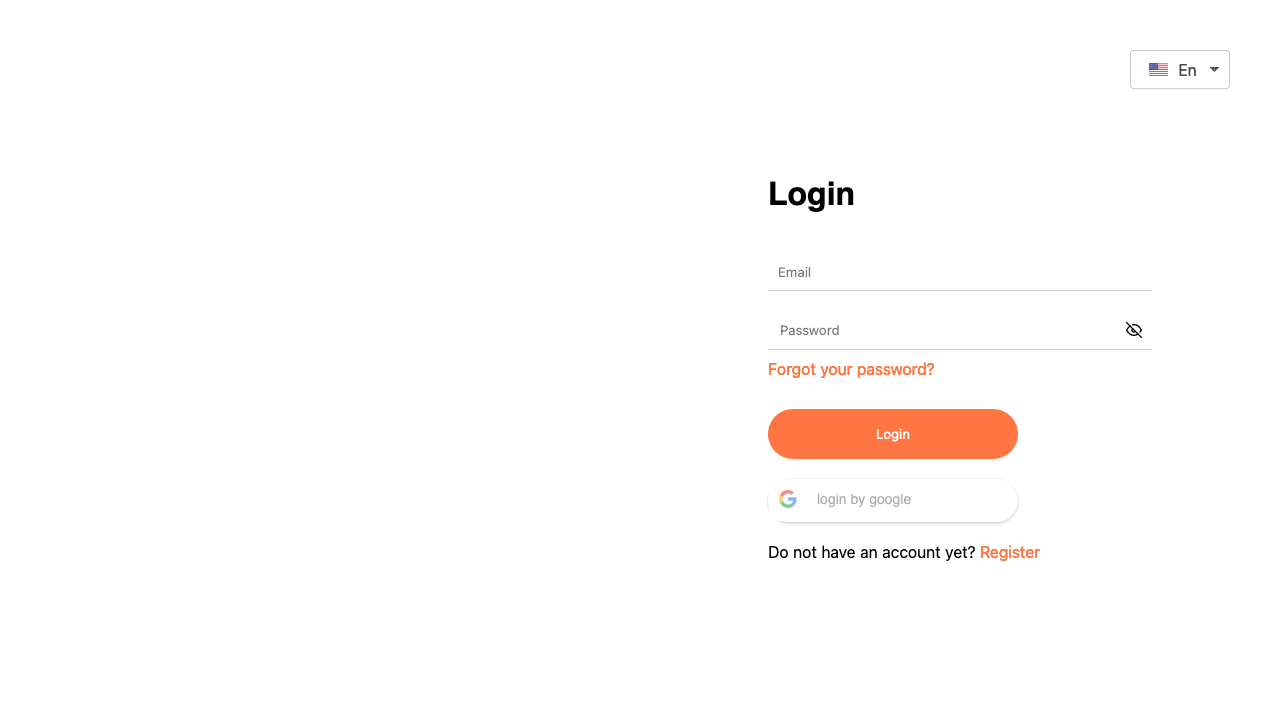 En
Login
Email
Password
Forgot your password?
Login
login by google
Do not have an account yet? Register